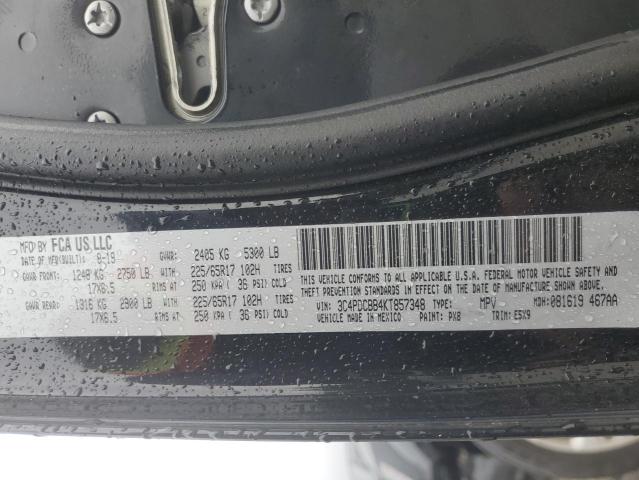 MFD BY FCA US LLC
DATE OF MFD(BUILT): 8-19 GVWR: 2405 KG 5300 LB
GAWR FRONT: 1248 KG 2750 LB WITH 225/65R17 102H TIRES
17X6.5 RIMS AT 250 KPA ( 36 PSI) COLD
GAWR REAR: 1316 KG 2900 LB WITH 225/65R17 102H TIRES
17X6.5 RIMS AT 250 KPA ( 36 PSI) COLD
THIS VEHICLE CONFORMS TO ALL APPLICABLE U.S.A. FEDERAL MOTOR VEHICLE SAFETY AND
THEFT PREVENTION STANDARDS IN EFFECT ON THE DATE OF MANUFACTURE SHOWN ABOVE.
VIN: 3C4PDCBB4KT857348 TYPE: MPV MDH: 081619 467AA
VEHICLE MADE IN MEXICO PAINT: PX8 TRIM: E5X9